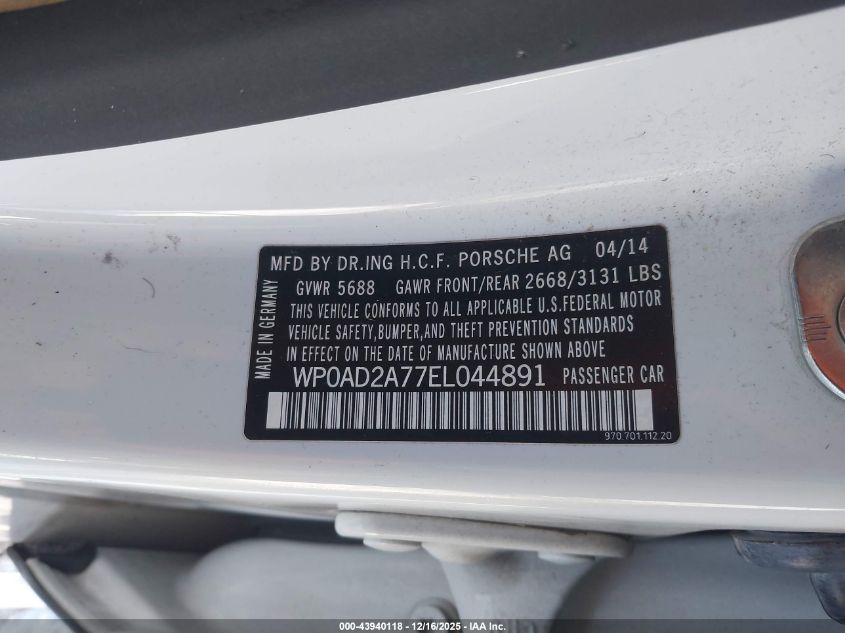 MFD BY DR.ING H.C.F. PORSCHE AG 04/14
GVWR 5688 GAWR FRONT/REAR 2668/3131 LBS
THIS VEHICLE CONFORMS TO ALL APPLICABLE U.S.FEDERAL MOTOR
VEHICLE SAFETY,BUMPER,AND THEFT PREVENTION STANDARDS
IN EFFECT ON THE DATE OF MANUFACTURE SHOWN ABOVE
WP0AD2A77EL044891 PASSENGER CAR
970.701.112.20
MADE IN GERMANY
000-43940118 - 12/16/2025 - IAA Inc.